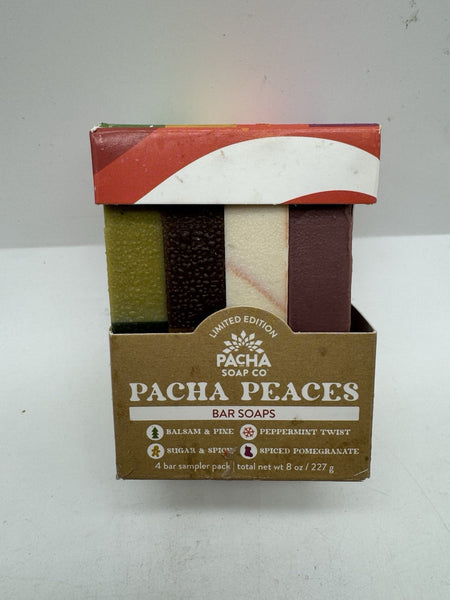 LIMITED EDITION
PACHA
SOAP CO
PACHA PEACES
BAR SOAPS
BALSAM & PINE PEPPERMINT TWIST
SUGAR & SPICE SPICED POMEGRANATE
4 bar sampler pack | total net wt 8 oz / 227 g